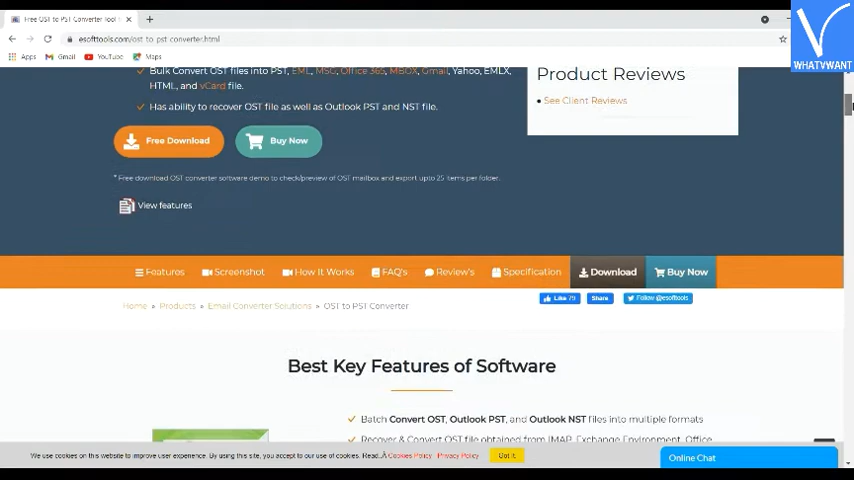 Free OST to PST Converter Tool
WHATVWANT
esofttools.com/ost to pst converter.html
Apps Gmail YouTube Maps
Bulk Convert OST files into PST, EML, MSG, Office 365, MBOX, Gmail, Yahoo, EMLX,
HTML, and vCard file.
Has ability to recover OST file as well as Outlook PST and NST file.
Product Reviews
• See Client Reviews
Free Download Buy Now
* Free download OST converter software demo to check/preview of OST mailbox and export upto 25 items per folder.
View features
Features Screenshot How It Works FAQ's Review's Specification Download Buy Now
Home » Products » Email Converter Solutions » OST to PST Converter
Like 79 Share Follow @esofttools
Best Key Features of Software
Batch Convert OST, Outlook PST, and Outlook NST files into multiple formats
Recover & Convert OST file obtained from IMAP, Exchange Environment, Office
We use cookies on this website to improve user experience. By using this site, you accept to our use of cookies. Read.. Cookies Policy Privacy Policy Got it
Online Chat